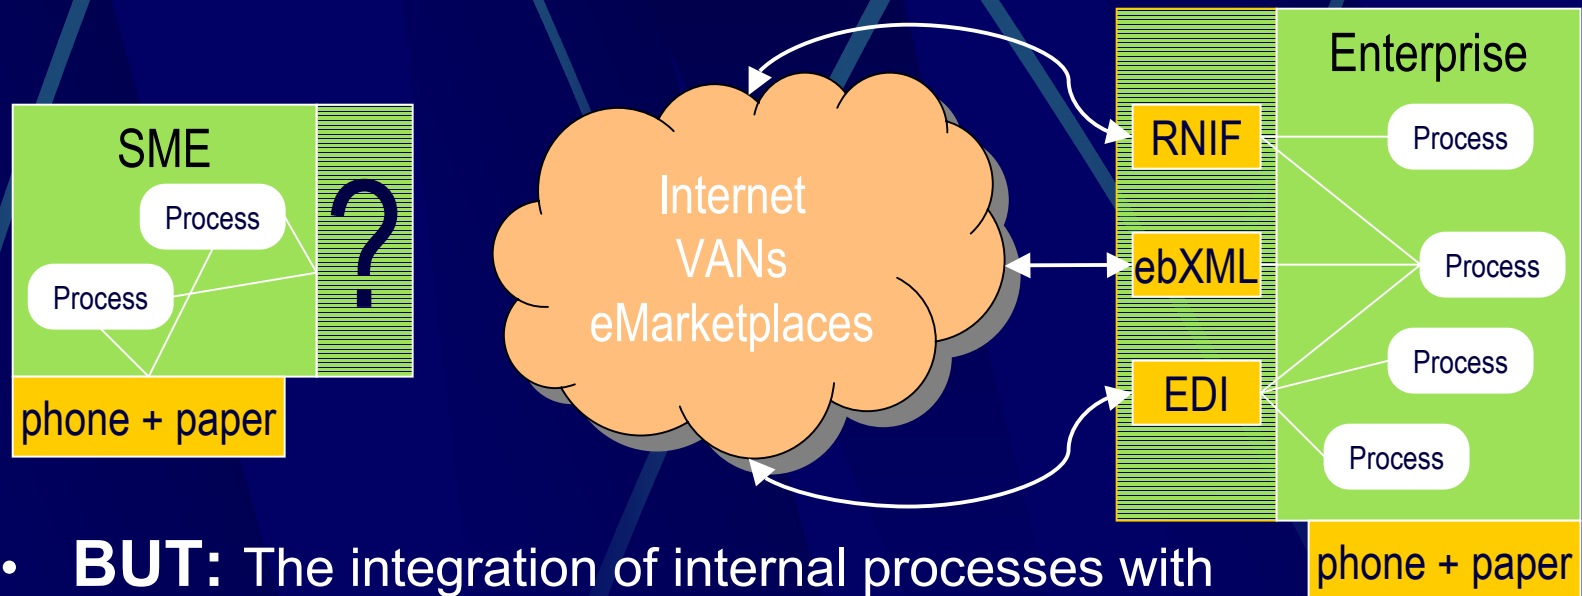 SME
Process
Process
?
phone + paper
Internet
VANs
eMarketplaces
Enterprise
RNIF
ebXML
EDI
Process
Process
Process
Process
phone + paper
• BUT: The integration of internal processes with